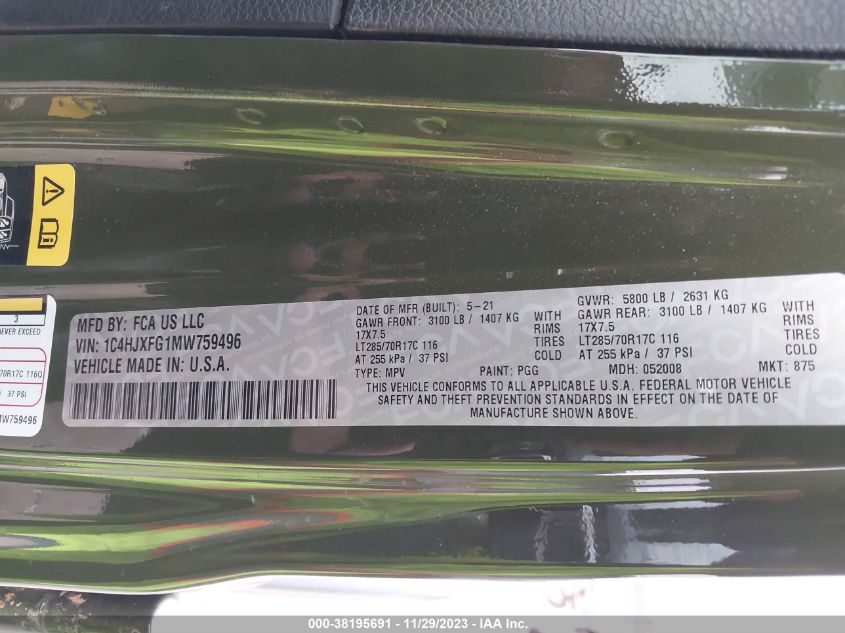 3
NEVER EXCEED
70R17C 116Q
37 PSI
MW759496
MFD BY: FCA US LLC
VIN: 1C4HJXFG1MW759496
VEHICLE MADE IN U.S.A.
DATE OF MFR (BUILT): 5-21
GAWR FRONT: 3100 LB / 1407 KG WITH
17X7.5 RIMS
LT285/70R17C 116 TIRES
AT 255 kPa / 37 PSI COLD
GVWR: 5800 LB / 2631 KG
GAWR REAR: 3100 LB / 1407 KG WITH
17X7.5 RIMS
LT285/70R17C 116 TIRES
AT 255 kPa / 37 PSI COLD
TYPE: MPV PAINT: PGG MDH: 052008 MKT: 875
THIS VEHICLE CONFORMS TO ALL APPLICABLE U.S.A. FEDERAL MOTOR VEHICLE
SAFETY AND THEFT PREVENTION STANDARDS IN EFFECT ON THE DATE OF
MANUFACTURE SHOWN ABOVE.
000-38195691 - 11/29/2023 - IAAI.COM